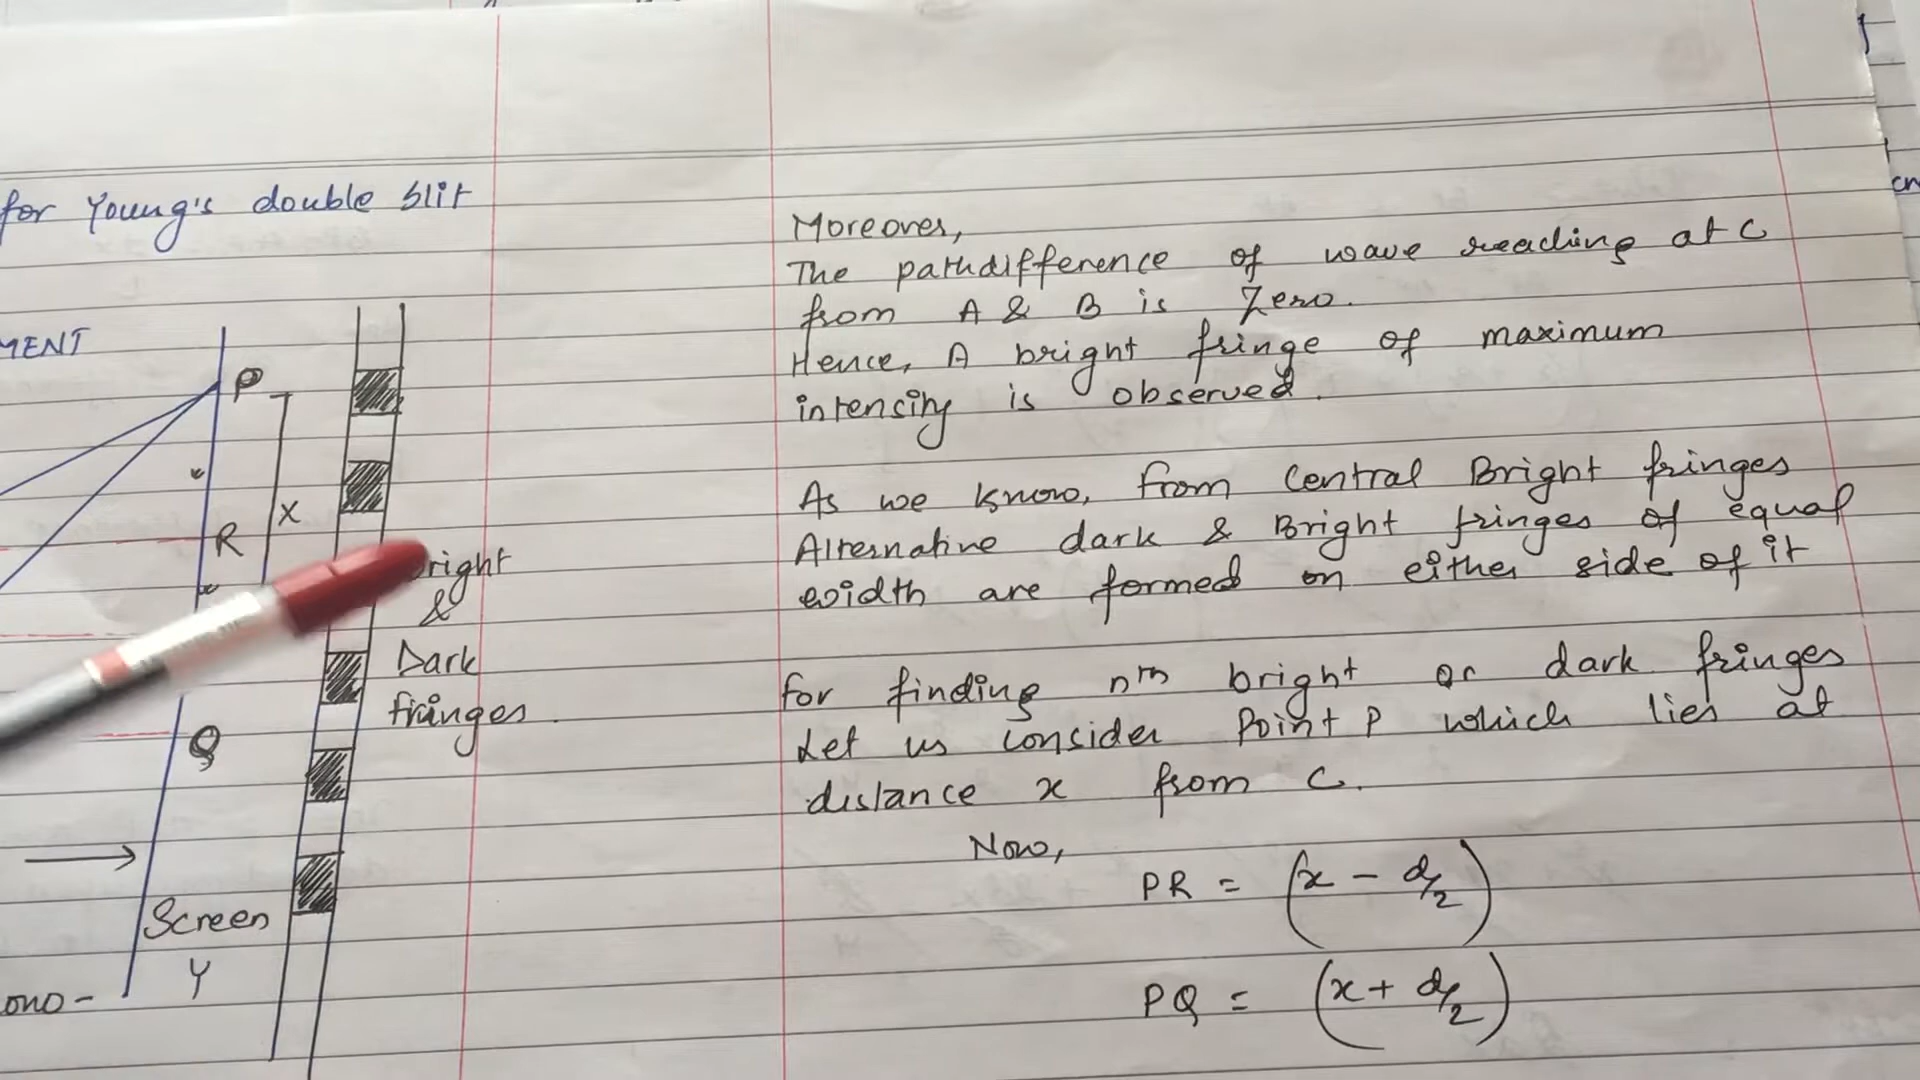 for Young's double slit
MENT
P
X
R
right
&
Dark
fringes.
Q
Screen
Y
ono-
Moreover,
The pathdifference of wave reaching at C
from A & B is Zero.
Hence, A bright fringe of maximum
intensity is observed.
As we know, from Central Bright fringes
Alternative dark & Bright fringes of equal
width are formed on either side of it
for finding nth bright or dark fringes
Let us consider Point P which lies at
distance x from C.
Now,
PR = (x - d/2)
PQ = (x + d/2)